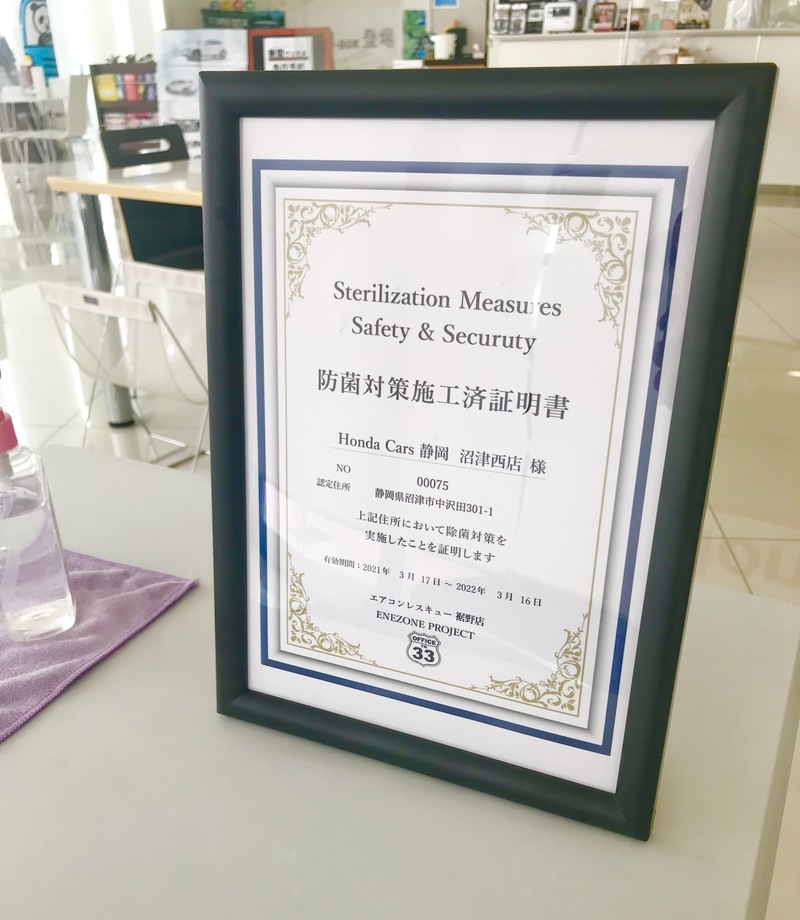 登場
Sterilization Measures
Safety & Securuty
防菌対策施工済証明書
Honda Cars 静岡 沼津西店 様
NO 00075
認定住所 静岡県沼津市中沢田301-1
上記住所において除菌対策を
実施したことを証明します
有効期間：2021年 3月 17日 ～ 2022年 3月 16日
エアコンレスキュー 裾野店
ENEZONE PROJECT
OFFICE
33